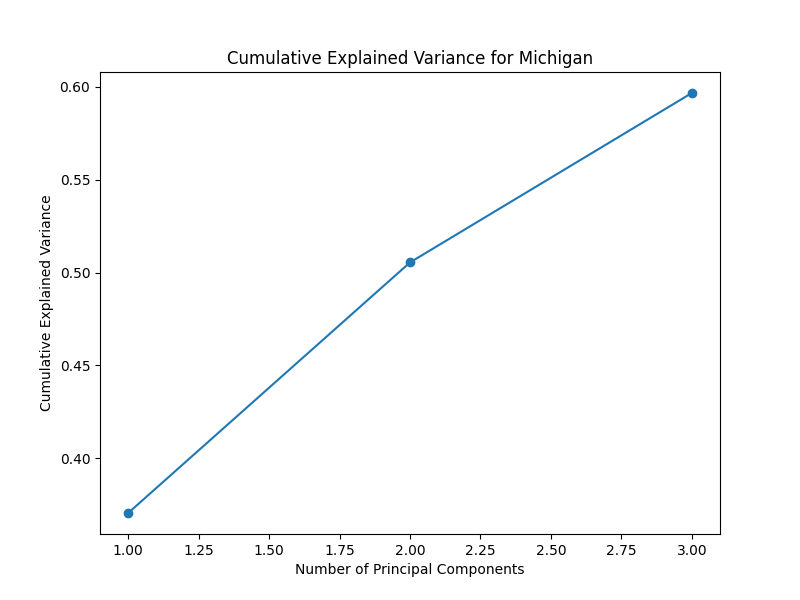 Cumulative Explained Variance for Michigan
0.60
0.55
0.50
0.45
0.40
Cumulative Explained Variance
1.00 1.25 1.50 1.75 2.00 2.25 2.50 2.75 3.00
Number of Principal Components